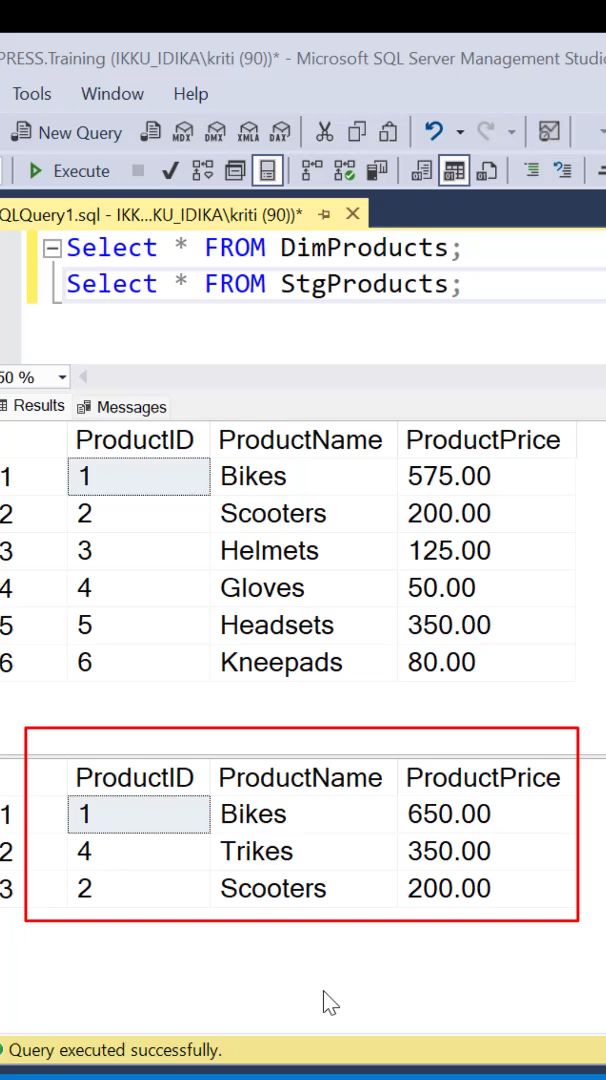 PRESS.Training (IKKU_IDIKA\kriti (90))* - Microsoft SQL Server Management Studio
Tools Window Help
New Query MDX DMX XMLA DAX
Execute
QLQuery1.sql - IKK...KU_IDIKA\kriti (90))*
Select * FROM DimProducts;
Select * FROM StgProducts;
50 %
Results Messages
ProductID ProductName ProductPrice
1 1 Bikes 575.00
2 2 Scooters 200.00
3 3 Helmets 125.00
4 4 Gloves 50.00
5 5 Headsets 350.00
6 6 Kneepads 80.00
ProductID ProductName ProductPrice
1 1 Bikes 650.00
2 4 Trikes 350.00
3 2 Scooters 200.00
Query executed successfully.